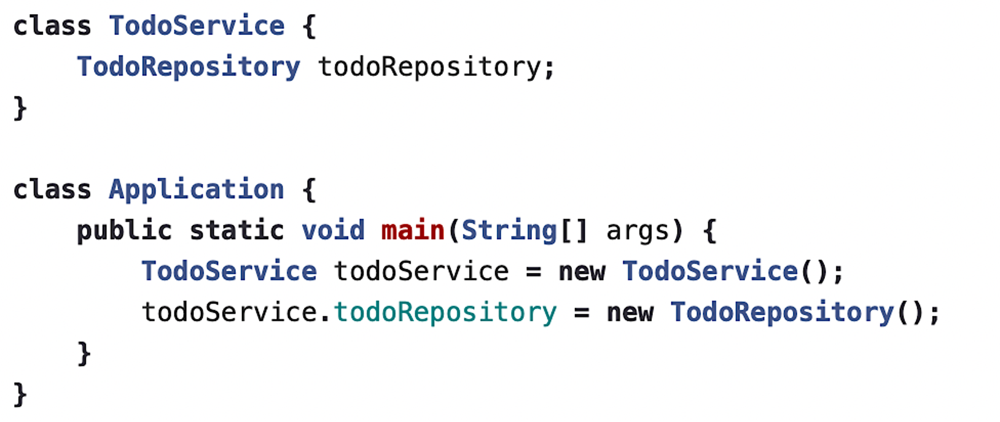 class TodoService {
    TodoRepository todoRepository;
}

class Application {
    public static void main(String[] args) {
        TodoService todoService = new TodoService();
        todoService.todoRepository = new TodoRepository();
    }
}